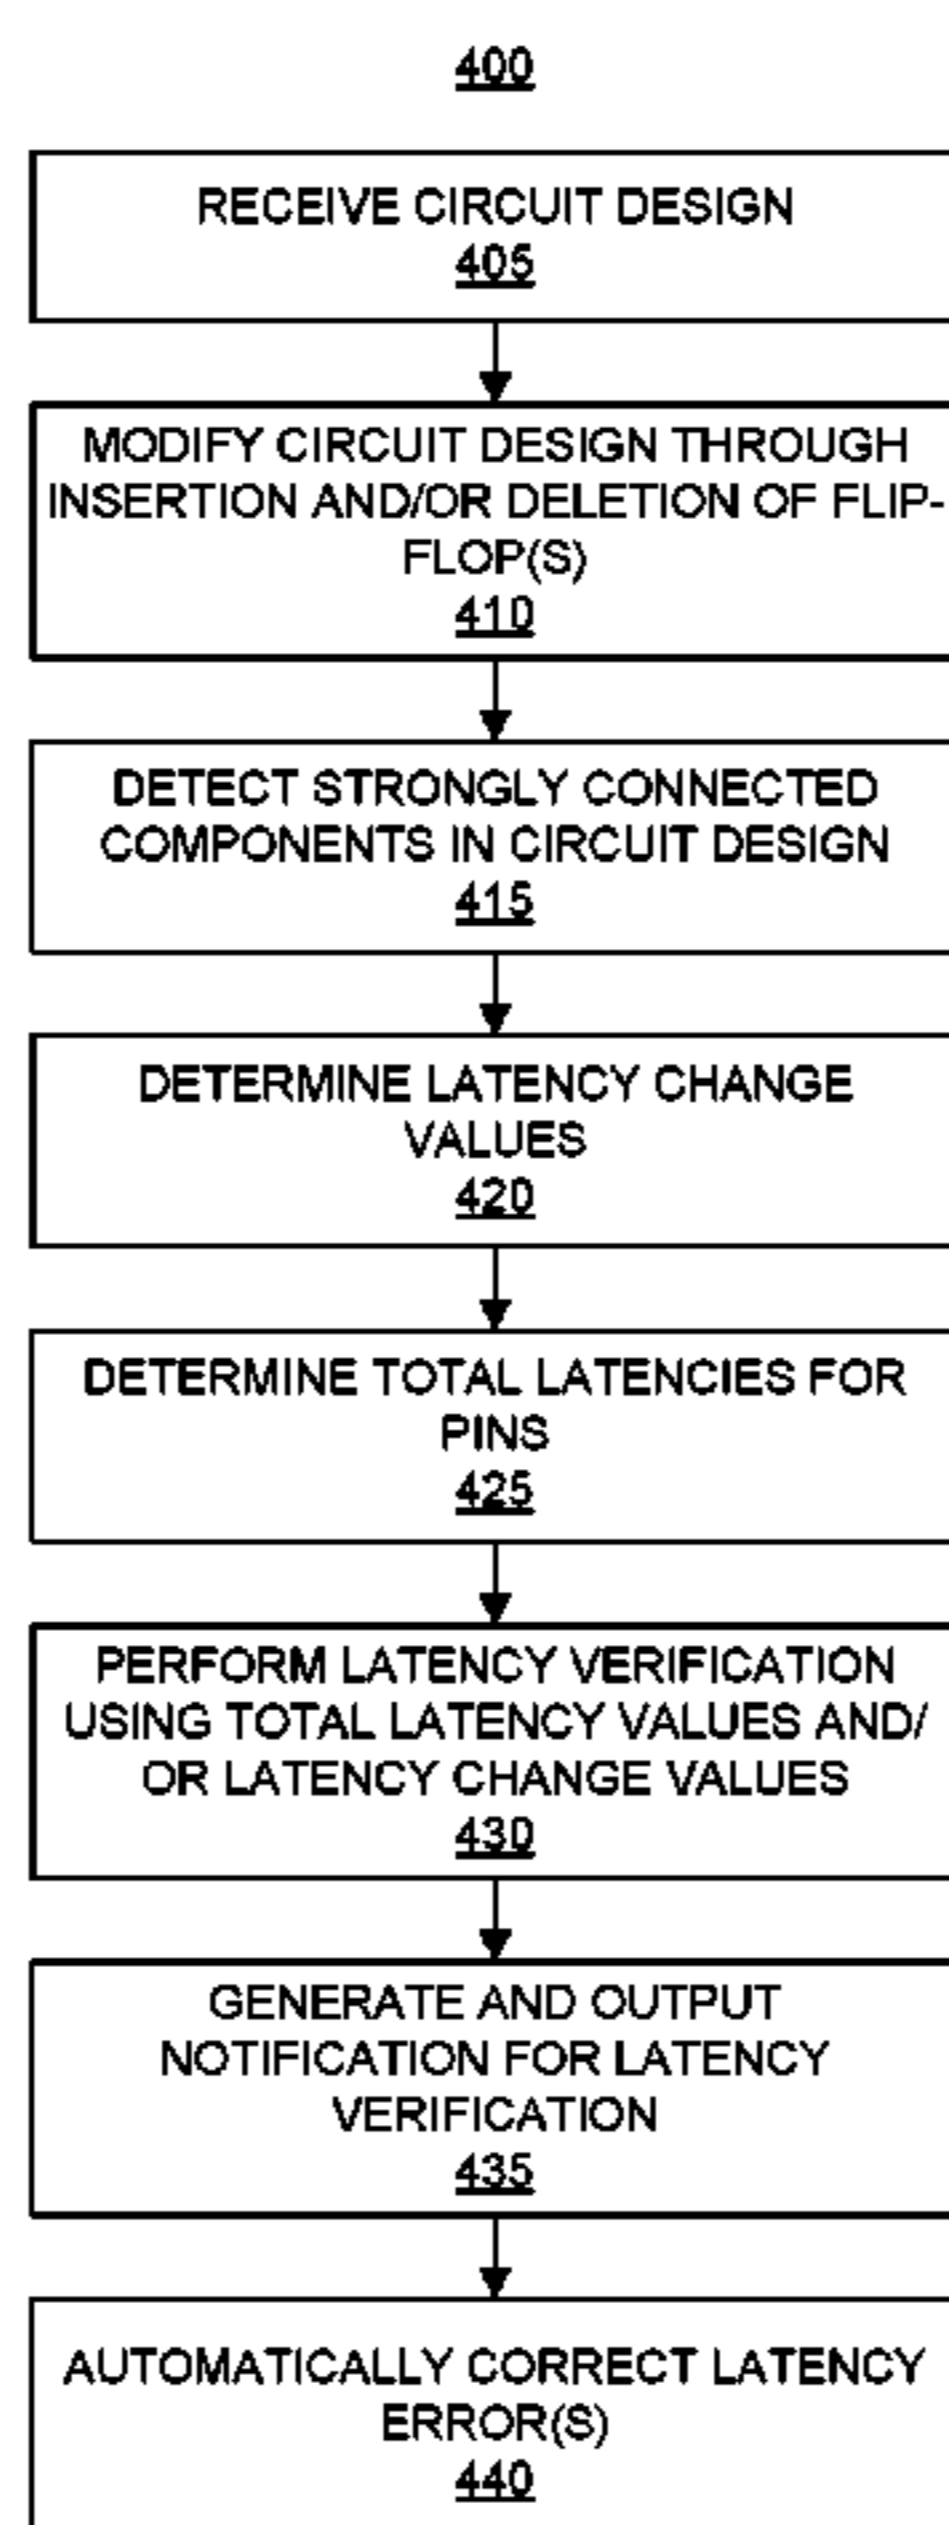 400
RECEIVE CIRCUIT DESIGN
405
MODIFY CIRCUIT DESIGN THROUGH
INSERTION AND/OR DELETION OF FLIP-
FLOP(S)
410
DETECT STRONGLY CONNECTED
COMPONENTS IN CIRCUIT DESIGN
415
DETERMINE LATENCY CHANGE
VALUES
420
DETERMINE TOTAL LATENCIES FOR
PINS
425
PERFORM LATENCY VERIFICATION
USING TOTAL LATENCY VALUES AND/
OR LATENCY CHANGE VALUES
430
GENERATE AND OUTPUT
NOTIFICATION FOR LATENCY
VERIFICATION
435
AUTOMATICALLY CORRECT LATENCY
ERROR(S)
440